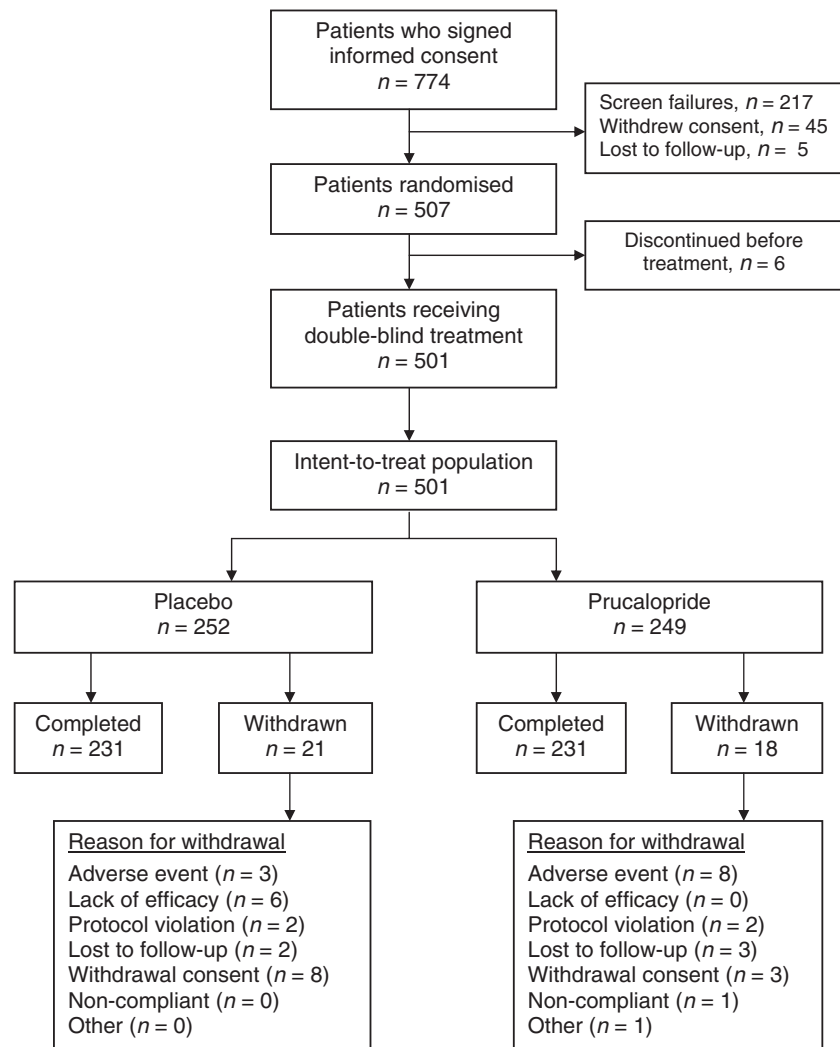 Patients who signed
informed consent
n = 774
Screen failures, n = 217
Withdrew consent, n = 45
Lost to follow-up, n = 5
Patients randomised
n = 507
Discontinued before
treatment, n = 6
Patients receiving
double-blind treatment
n = 501
Intent-to-treat population
n = 501
Placebo
n = 252
Prucalopride
n = 249
Completed
n = 231
Withdrawn
n = 21
Completed
n = 231
Withdrawn
n = 18
Reason for withdrawal
Adverse event (n = 3)
Lack of efficacy (n = 6)
Protocol violation (n = 2)
Lost to follow-up (n = 2)
Withdrawal consent (n = 8)
Non-compliant (n = 0)
Other (n = 0)
Reason for withdrawal
Adverse event (n = 8)
Lack of efficacy (n = 0)
Protocol violation (n = 2)
Lost to follow-up (n = 3)
Withdrawal consent (n = 3)
Non-compliant (n = 1)
Other (n = 1)